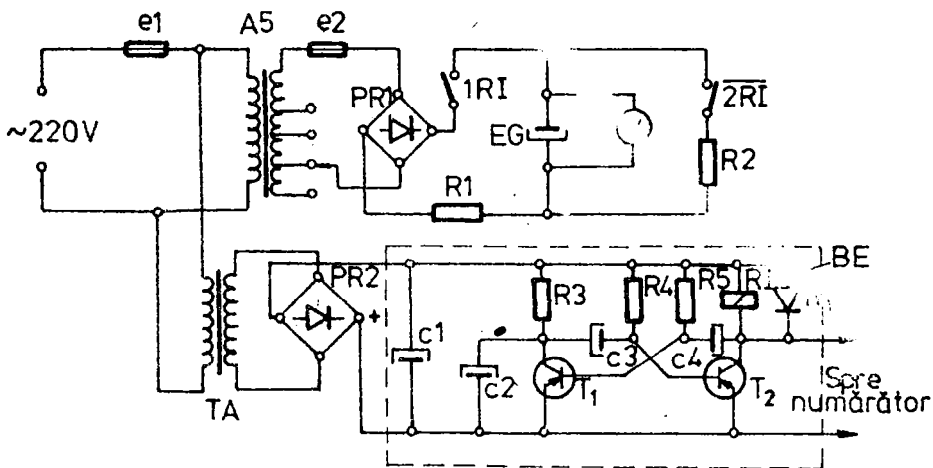 e1
A5
e2
PR1
1RI
2RI
~220V
EG
R2
R1
PR2
BE
R3
R4
R5
c1
c2
c3
c4
T1
T2
TA
+
Spre
numărător